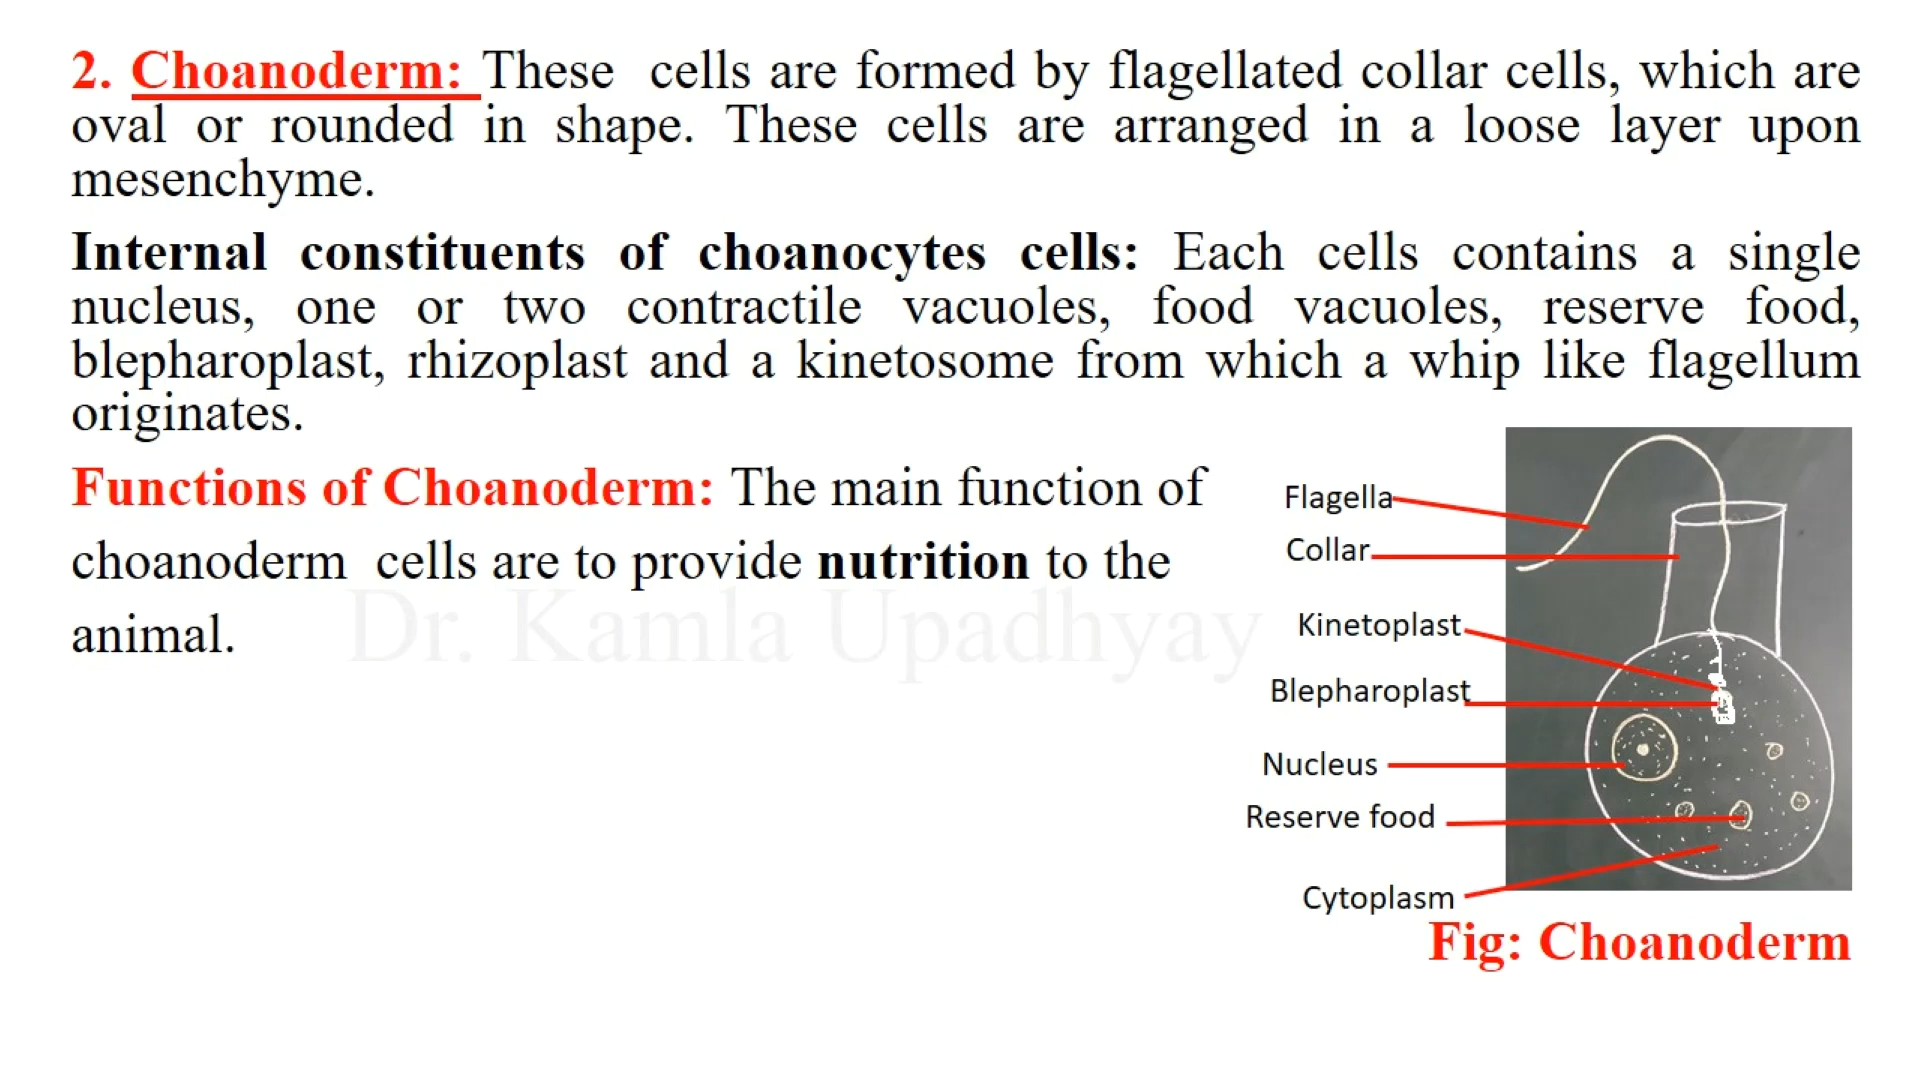 2. Choanoderm: These cells are formed by flagellated collar cells, which are
oval or rounded in shape. These cells are arranged in a loose layer upon
mesenchyme.
Internal constituents of choanocytes cells: Each cells contains a single
nucleus, one or two contractile vacuoles, food vacuoles, reserve food,
blepharoplast, rhizoplast and a kinetosome from which a whip like flagellum
originates.
Functions of Choanoderm: The main function of
choanoderm cells are to provide nutrition to the
animal.
Dr. Kamla Upadhyay
Flagella
Collar
Kinetoplast
Blepharoplast
Nucleus
Reserve food
Cytoplasm
Fig: Choanoderm